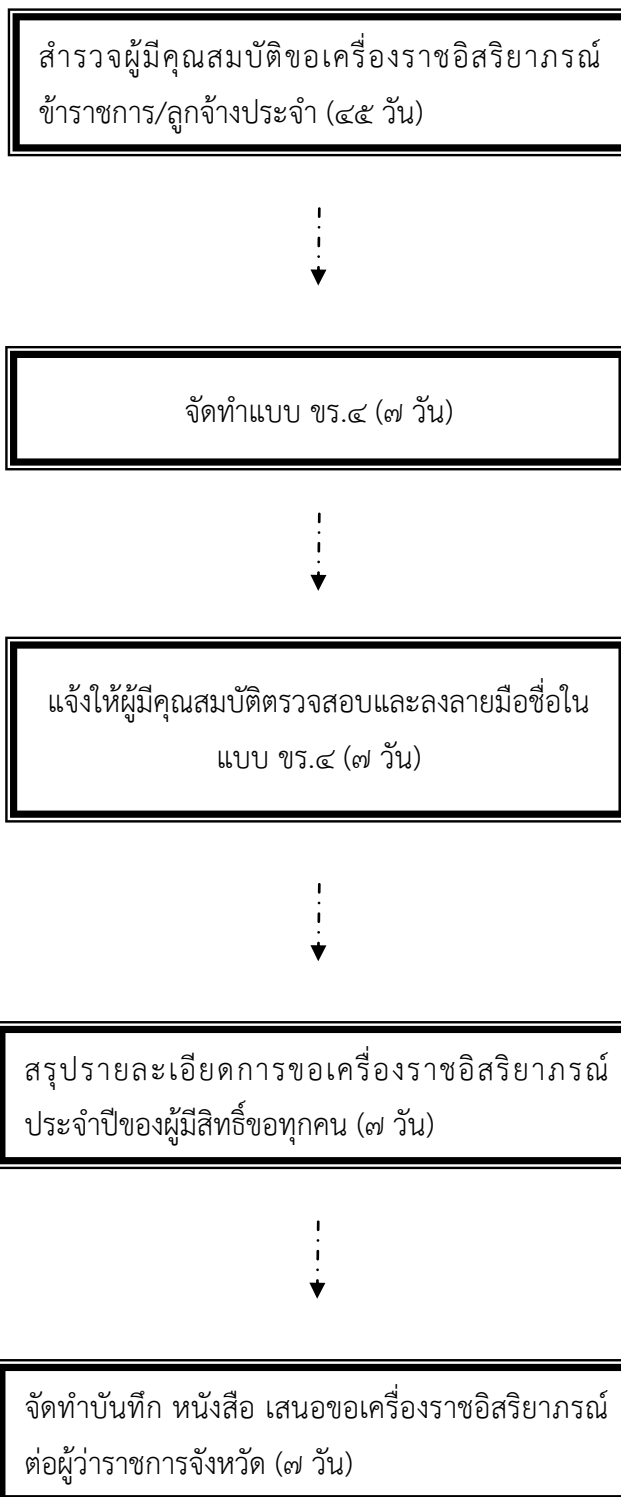 สำรวจผู้มีคุณสมบัติขอเครื่องราชอิสริยาภรณ์
ข้าราชการ/ลูกจ้างประจำ (๔๕ วัน)
จัดทำแบบ ขร.๔ (๗ วัน)
แจ้งให้ผู้มีคุณสมบัติตรวจสอบและลงลายมือชื่อใน
แบบ ขร.๔ (๗ วัน)
สรุปรายละเอียดการขอเครื่องราชอิสริยาภรณ์
ประจำปีของผู้มีสิทธิ์ขอทุกคน (๗ วัน)
จัดทำบันทึก หนังสือ เสนอขอเครื่องราชอิสริยาภรณ์
ต่อผู้ว่าราชการจังหวัด (๗ วัน)